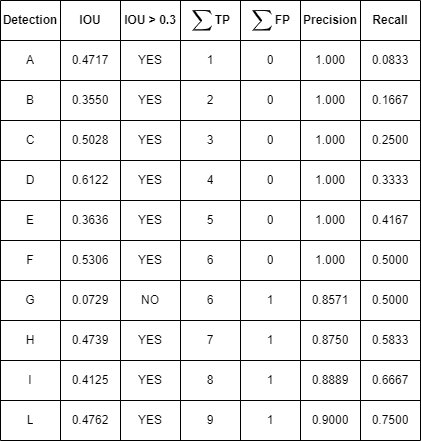 Detection IOU IOU > 0.3 ∑ TP ∑ FP Precision Recall
A 0.4717 YES 1 0 1.000 0.0833
B 0.3550 YES 2 0 1.000 0.1667
C 0.5028 YES 3 0 1.000 0.2500
D 0.6122 YES 4 0 1.000 0.3333
E 0.3636 YES 5 0 1.000 0.4167
F 0.5306 YES 6 0 1.000 0.5000
G 0.0729 NO 6 1 0.8571 0.5000
H 0.4739 YES 7 1 0.8750 0.5833
I 0.4125 YES 8 1 0.8889 0.6667
L 0.4762 YES 9 1 0.9000 0.7500